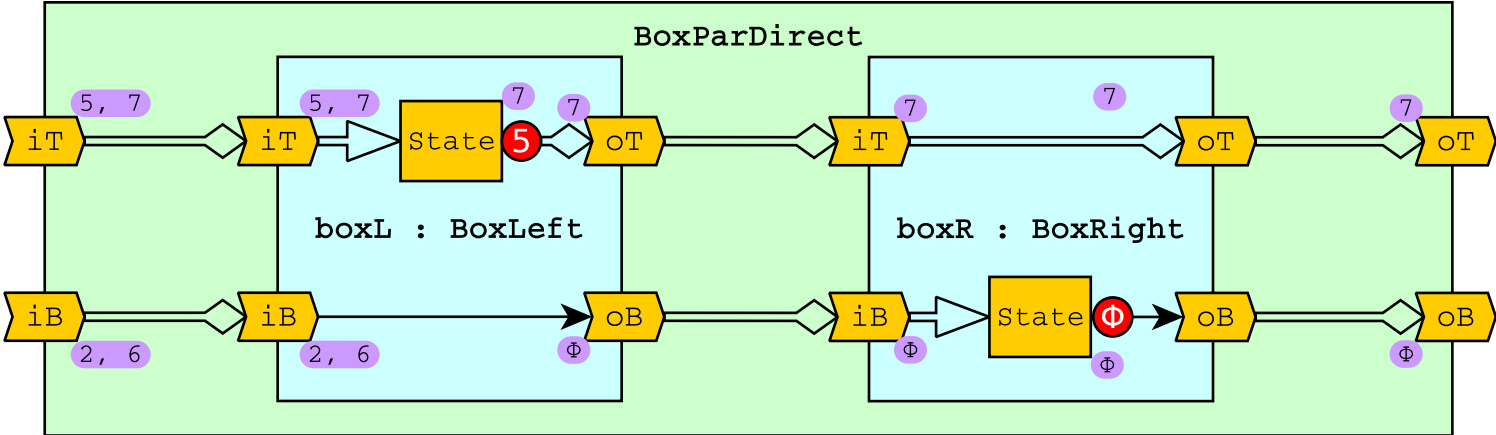 BoxParDirect
5, 7
5, 7
7
7
7
7
7
iT
iT
State
5
oT
iT
oT
oT
boxL : BoxLeft
boxR : BoxRight
iB
iB
oB
iB
State
Φ
oB
oB
2, 6
2, 6
Φ
Φ
Φ
Φ